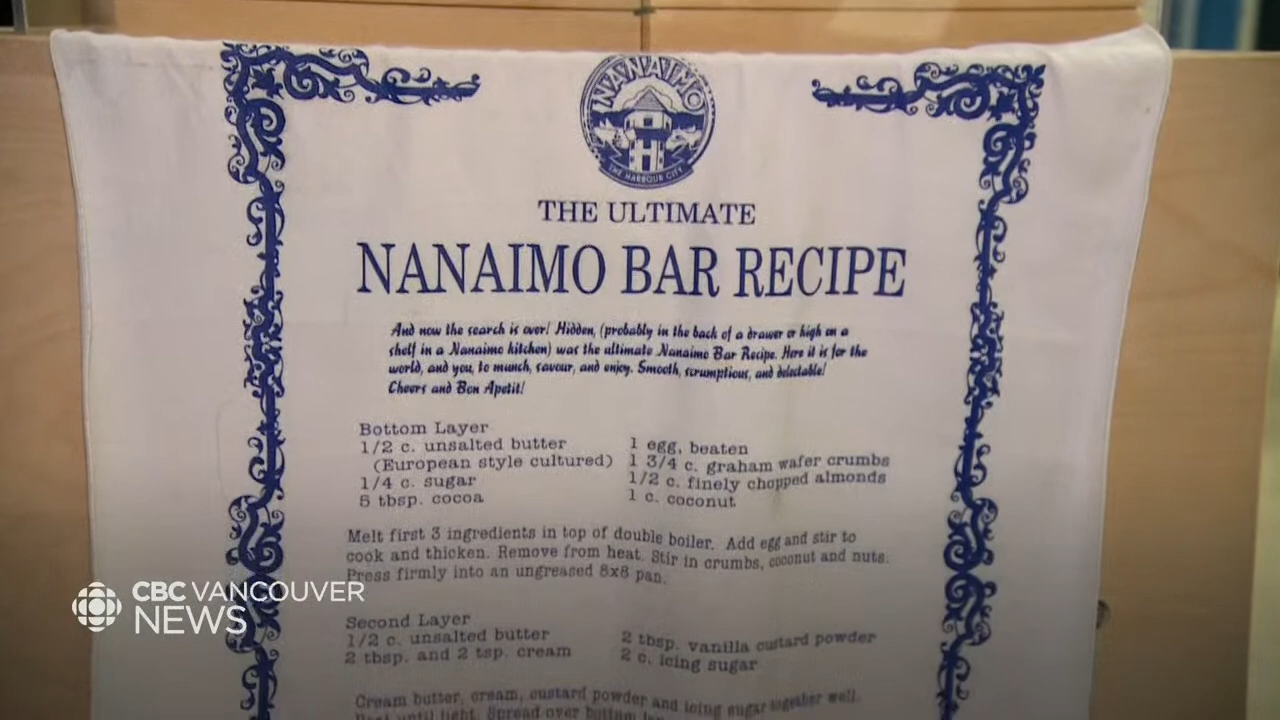 NANAIMO
THE HARBOUR CITY
THE ULTIMATE
NANAIMO BAR RECIPE
And now the search is over! Hidden, (probably in the back of a drawer or high on a
shelf in a Nanaimo kitchen) was the ultimate Nanaimo Bar Recipe. Here it is for the
world, and you, to munch, savour, and enjoy. Smooth, scrumptious, and delectable!
Cheers and Bon Apetit!
Bottom Layer
1/2 c. unsalted butter
(European style cultured)
1/4 c. sugar
5 tbsp. cocoa
1 egg, beaten
1 3/4 c. graham wafer crumbs
1/2 c. finely chopped almonds
1 c. coconut
Melt first 3 ingredients in top of double boiler. Add egg and stir to
cook and thicken. Remove from heat. Stir in crumbs, coconut and nuts.
Press firmly into an ungreased 8x8 pan.
Second Layer
1/2 c. unsalted butter
2 tbsp. and 2 tsp. cream
2 tbsp. vanilla custard powder
2 c. icing sugar
Cream butter, cream, custard powder and icing sugar together well.
Beat until light. Spread over bottom
CBC VANCOUVER
NEWS